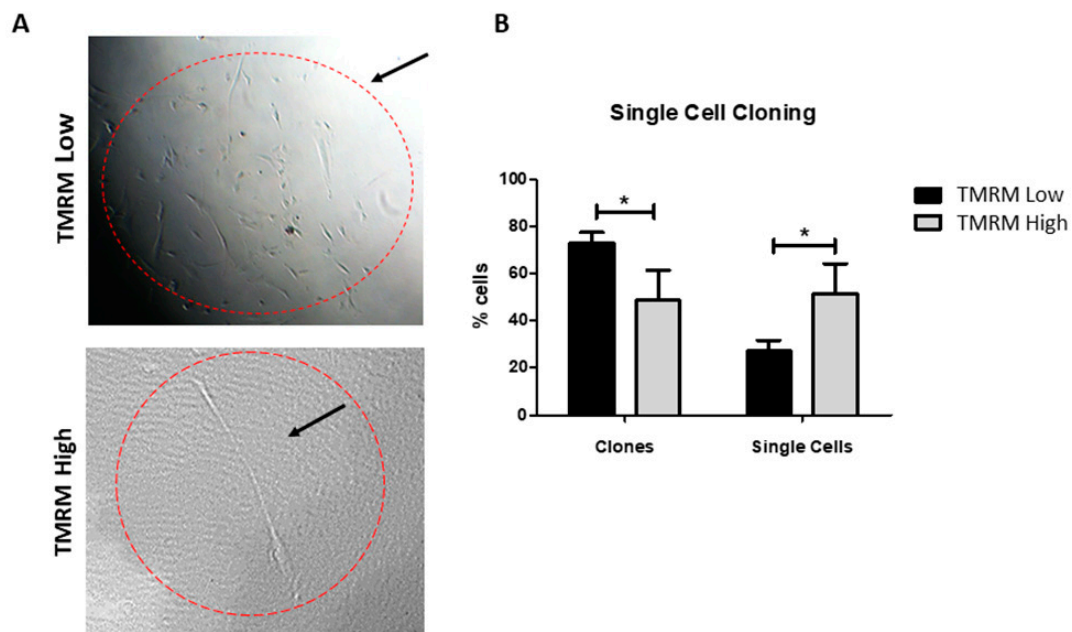 A
TMRM Low
TMRM High
B
Single Cell Cloning
% cells
100
80
60
40
20
0
*
*
Clones
Single Cells
TMRM Low
TMRM High